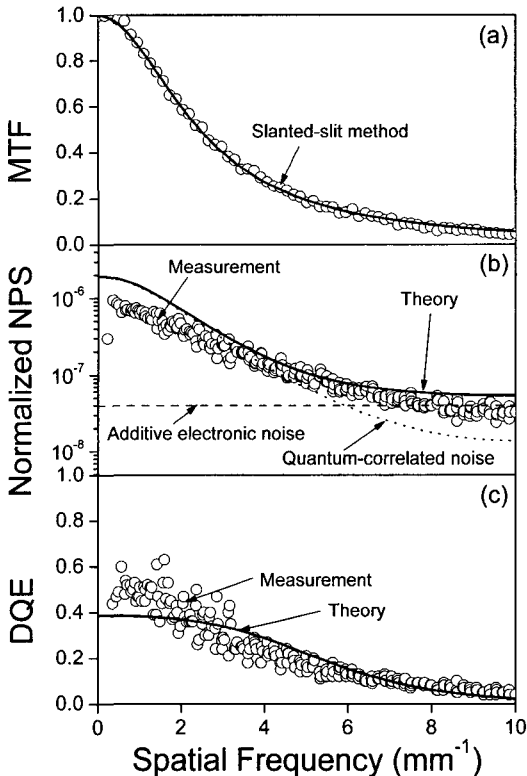 (a)
1.0
0.8
0.6
0.4
0.2
0.0
MTF
Slanted-slit method
(b)
10⁻⁶
10⁻⁷
10⁻⁸
Normalized NPS
Measurement
Theory
Additive electronic noise
Quantum-correlated noise
(c)
1.0
0.8
0.6
0.4
0.2
0.0
DQE
Measurement
Theory
0 2 4 6 8 10
Spatial Frequency (mm⁻¹)